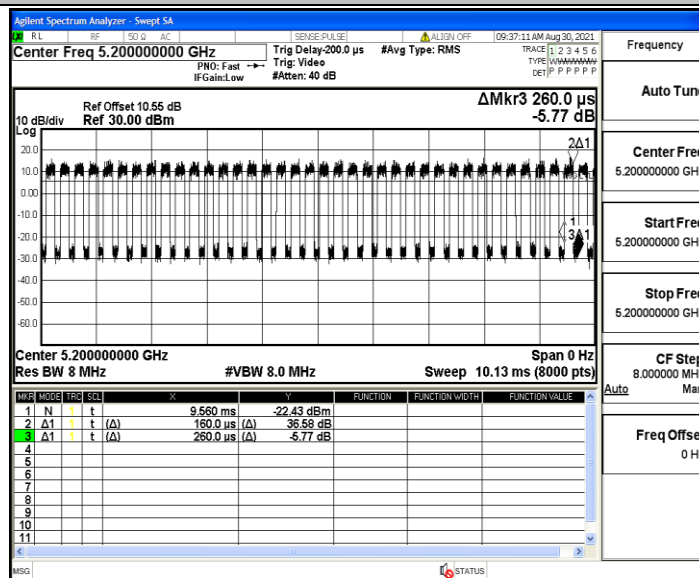 Agilent Spectrum Analyzer - Swept SA
RL RF 50 Ω AC SENSE:PULSE ALIGN OFF 09:37:11 AM Aug 30, 2021
Center Freq 5.200000000 GHz
PNO: Fast
IFGain:Low
Trig Delay-200.0 µs
Trig: Video
#Atten: 40 dB
#Avg Type: RMS
TRACE 1 2 3 4 5 6
TYPE
DET P P P P P P
Frequency
Auto Tune
Center Freq
5.200000000 GHz
Start Freq
5.200000000 GH
Stop Freq
5.200000000 GH
CF Step
8.000000 MH
Auto Man
Freq Offse
0 H
ΔMkr3 260.0 µs
-5.77 dB
Ref Offset 10.55 dB
10 dB/div Ref 30.00 dBm
Log
20.0
10.0
0.00
-10.0
-20.0
-30.0
-40.0
-50.0
-60.0
2Δ1
1
3Δ1
Center 5.200000000 GHz Span 0 Hz
Res BW 8 MHz #VBW 8.0 MHz Sweep 10.13 ms (8000 pts)
MKR MODE TRC SCL X Y FUNCTION FUNCTION WIDTH FUNCTION VALUE
1 N 1 t 9.560 ms -22.43 dBm
2 Δ1 1 t (Δ) 160.0 µs (Δ) 36.58 dB
3 Δ1 1 t (Δ) 260.0 µs (Δ) -5.77 dB
4
5
6
7
8
9
10
11
MSG STATUS